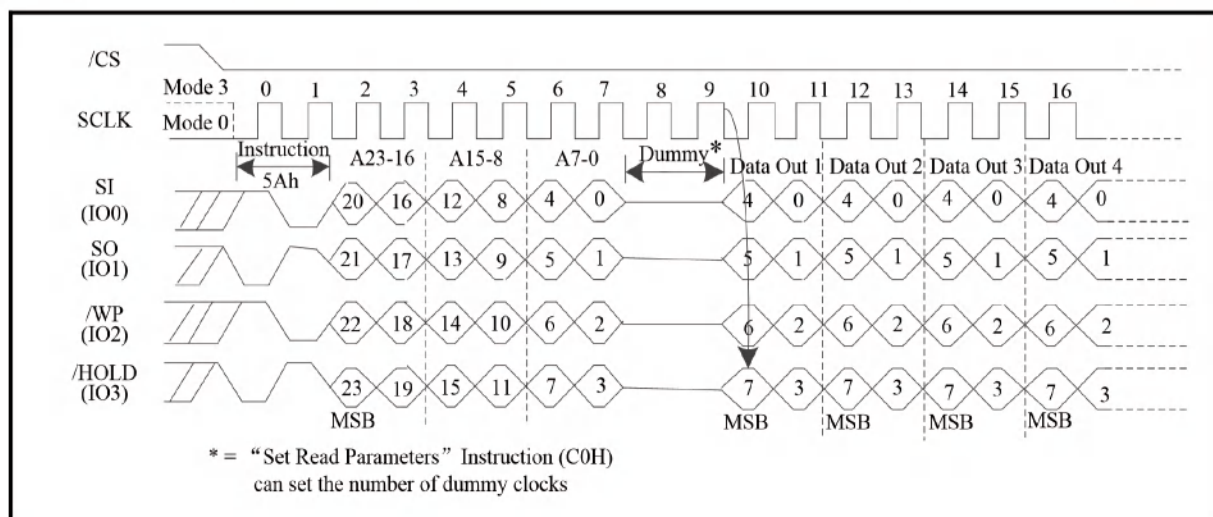 /CS
Mode 3 0 1 2 3 4 5 6 7 8 9 10 11 12 13 14 15 16
SCLK Mode 0
Instruction A23-16 A15-8 A7-0 Dummy* Data Out 1 Data Out 2 Data Out 3 Data Out 4
5Ah
SI 20 16 12 8 4 0 4 0 4 0 4 0 4 0
(IO0)
SO 21 17 13 9 5 1 5 1 5 1 5 1 5 1
(IO1)
/WP 22 18 14 10 6 2 6 2 6 2 6 2 6 2
(IO2)
/HOLD 23 19 15 11 7 3 7 3 7 3 7 3 7 3
(IO3)
MSB MSB MSB MSB MSB
* = “Set Read Parameters” Instruction (C0H)
can set the number of dummy clocks